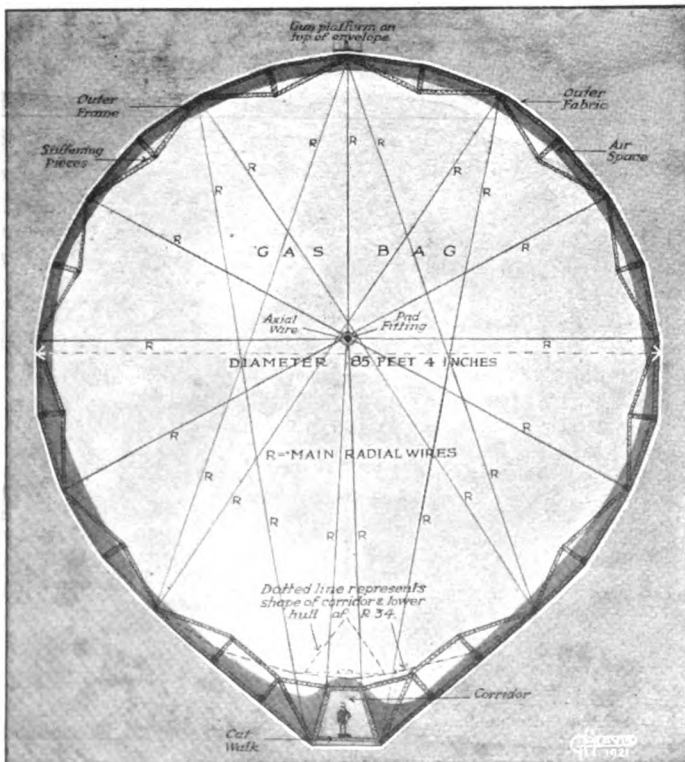 Gun platform on
top of envelope
Outer
Frame
Outer
Fabric
Stiffening
Pieces
Air
Space
R R R
R R
R R
GAS BAG
R R
Axial
Wire
Pad
Fitting
R R
DIAMETER 85 FEET 4 INCHES
R R
R = MAIN RADIAL WIRES
R R
R R
R R
R R
Dotted line represents
shape of corridor & lower
hull of R 34.
Corridor
Cat
Walk
1921